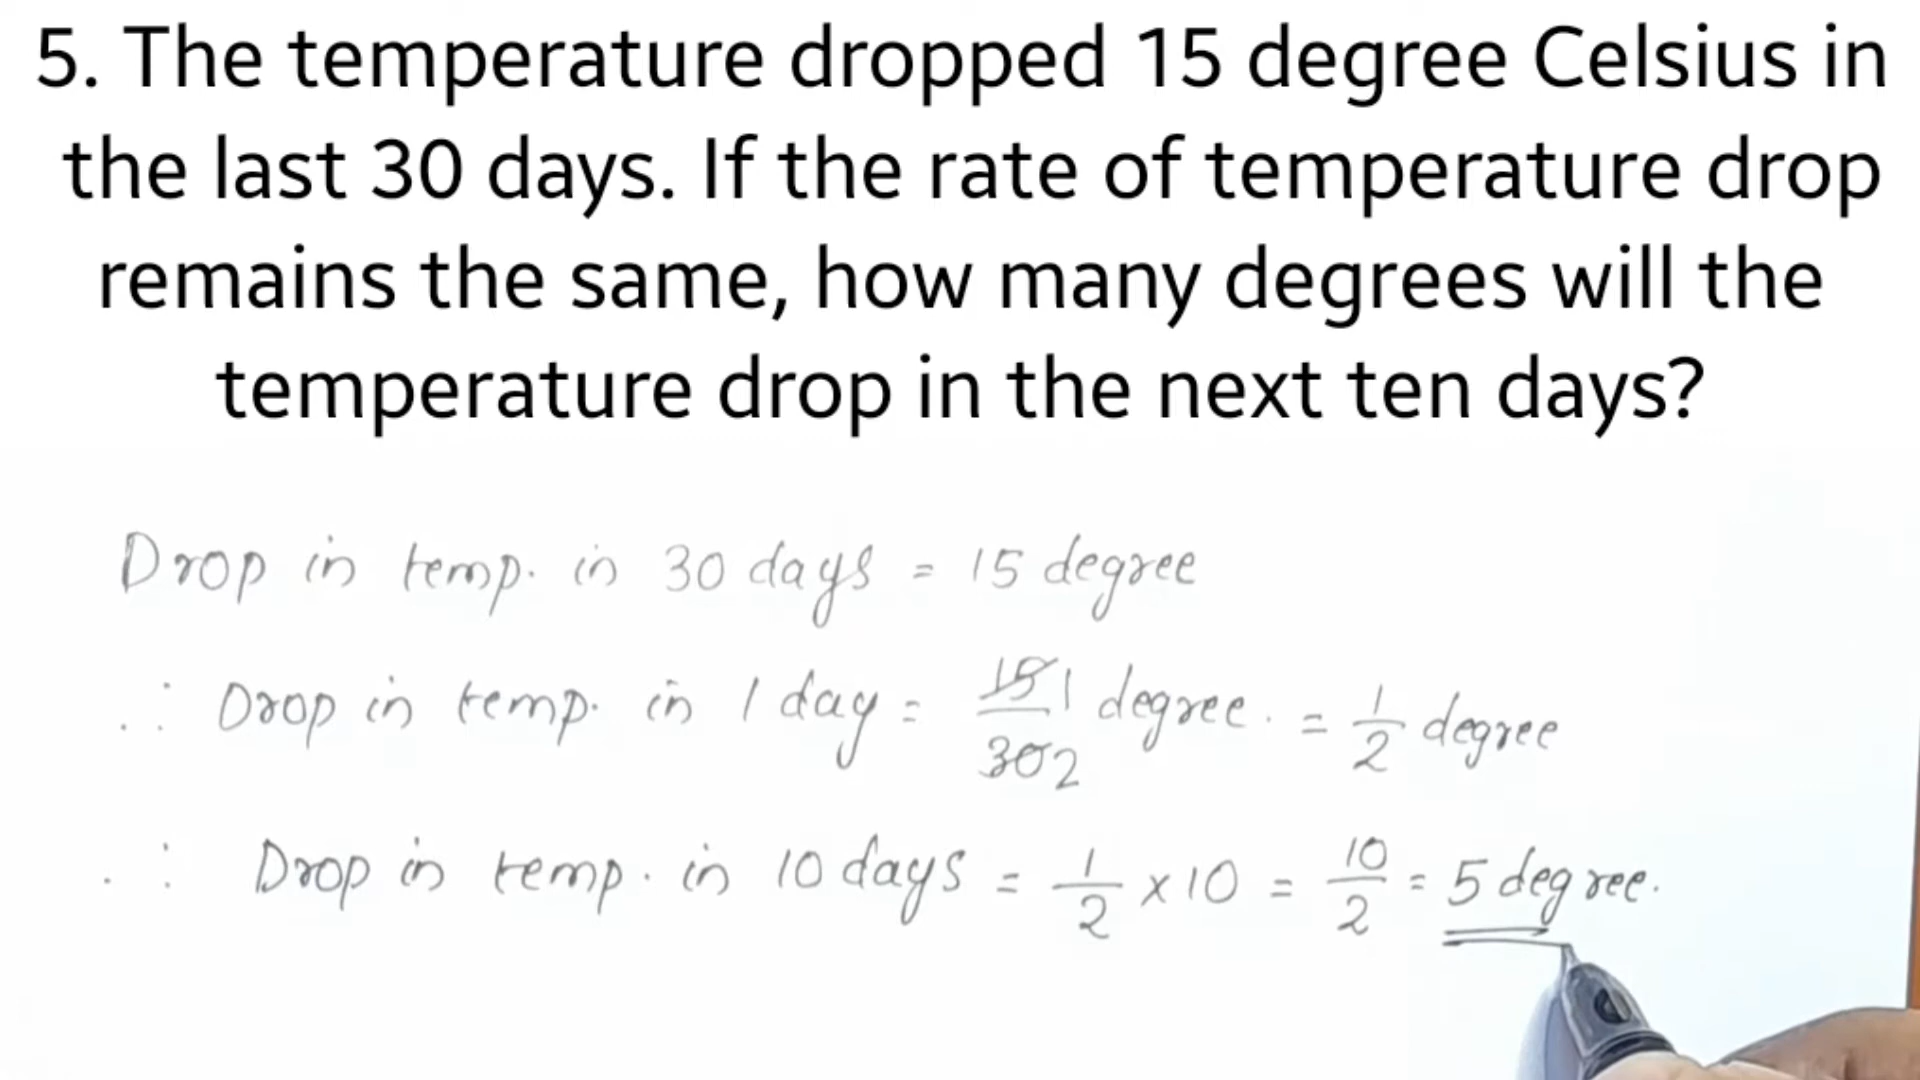 5. The temperature dropped 15 degree Celsius in
the last 30 days. If the rate of temperature drop
remains the same, how many degrees will the
temperature drop in the next ten days?
Drop in temp. in 30 days = 15 degree
∴ Drop in temp. in 1 day = 15/30 1/2 degree. = 1/2 degree
∴ Drop in temp. in 10 days = 1/2 x 10 = 10/2 = 5 degree.